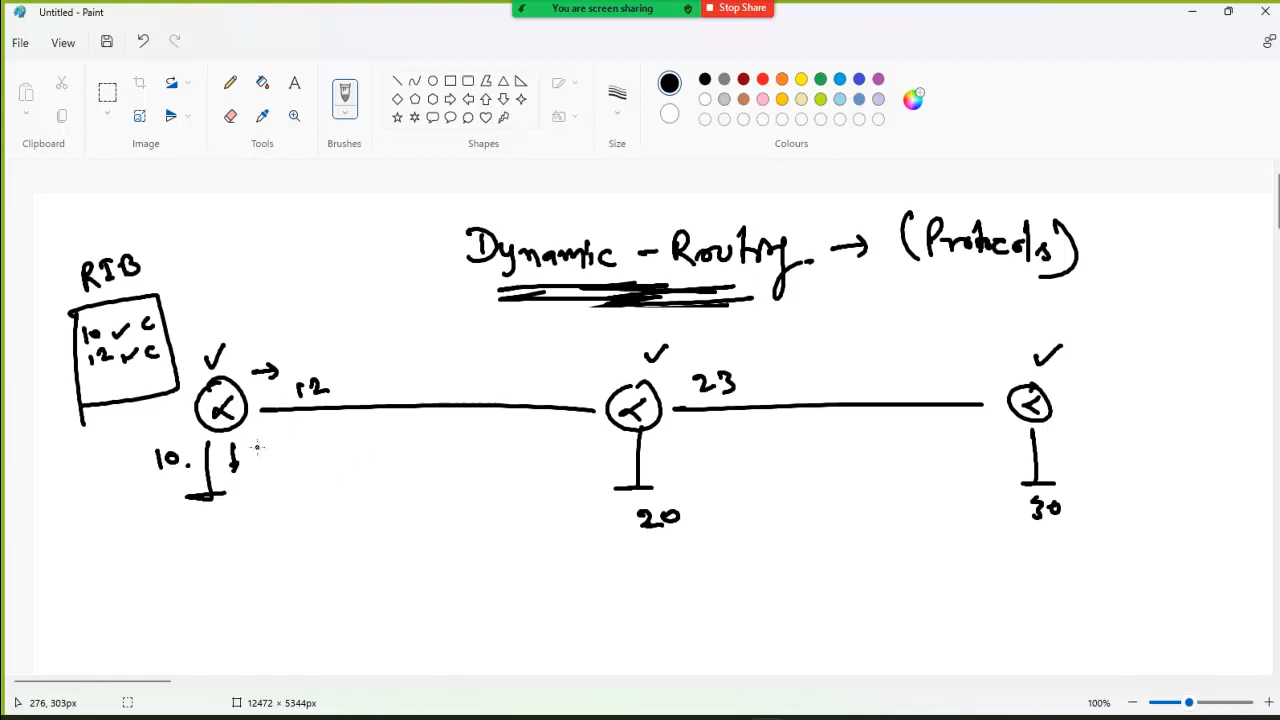 You are screen sharing
Stop Share
Untitled - Paint
File
View
Clipboard
Image
Tools
Brushes
Shapes
Size
Colours
Dynamic - Routing. → (Protocols)
RIB
10 ✓ C
12 ✓ C
12
23
10.
20
30
276, 303px
12472 × 5344px
100%